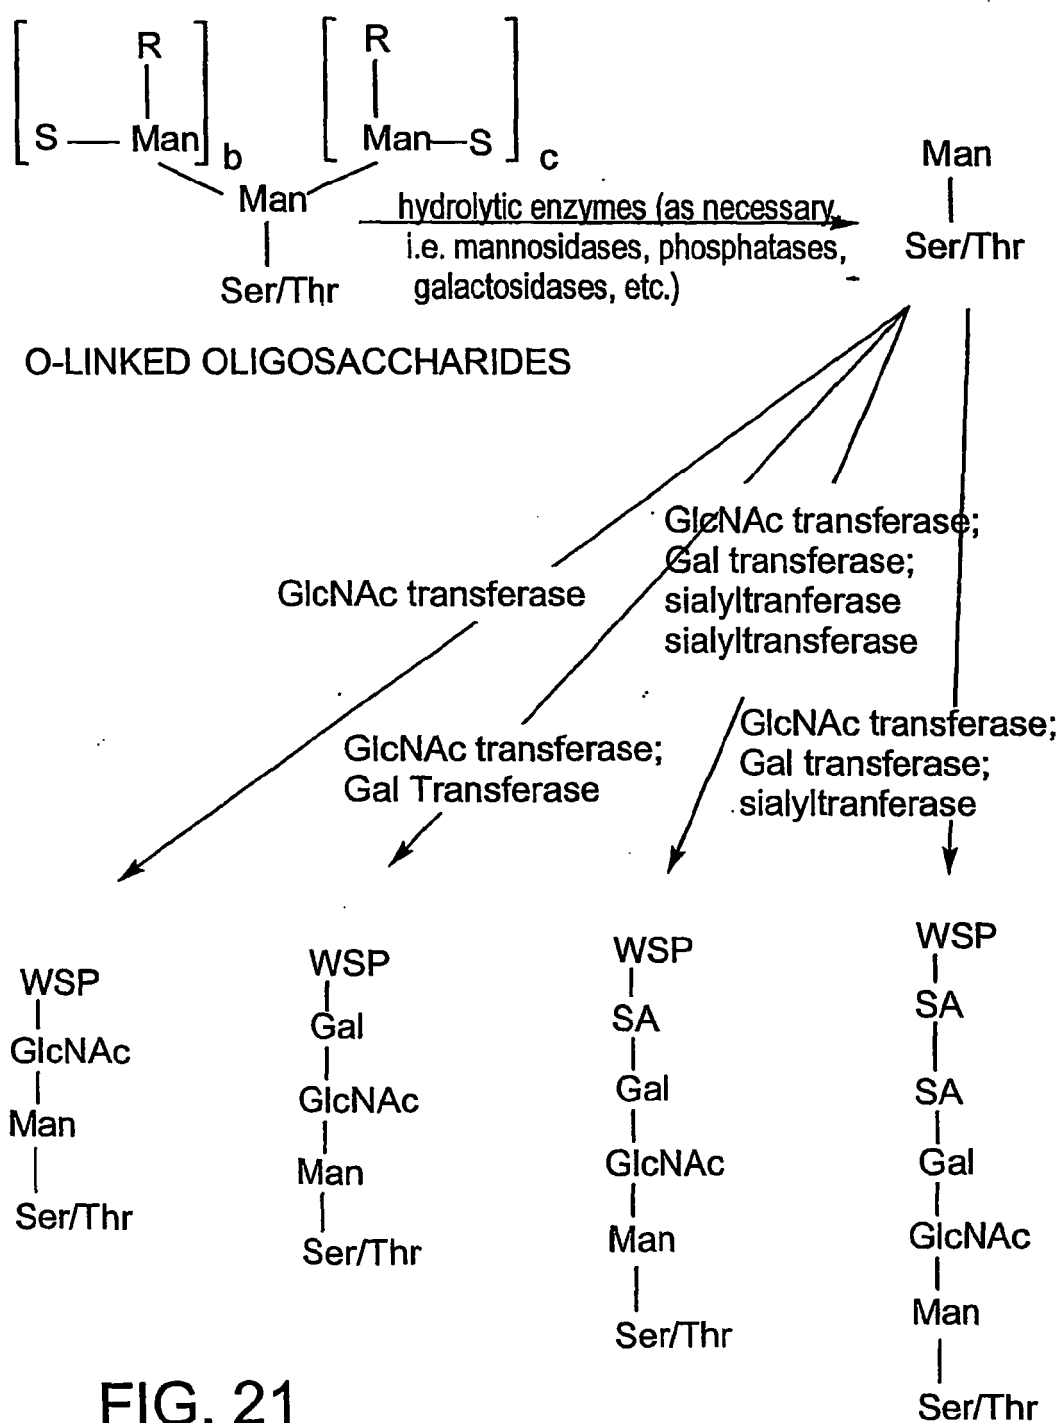 R R
S Man b Man S c
Man
Ser/Thr
O-LINKED OLIGOSACCHARIDES
hydrolytic enzymes (as necessary,
i.e. mannosidases, phosphatases,
galactosidases, etc.)
Man
Ser/Thr
GlcNAc transferase
GlcNAc transferase;
Gal Transferase
GlcNAc transferase;
Gal transferase;
sialyltranferase
sialyltransferase
GlcNAc transferase;
Gal transferase;
sialyltranferase
WSP
GlcNAc
Man
Ser/Thr
WSP
Gal
GlcNAc
Man
Ser/Thr
WSP
SA
Gal
GlcNAc
Man
Ser/Thr
WSP
SA
SA
Gal
GlcNAc
Man
Ser/Thr
FIG. 21